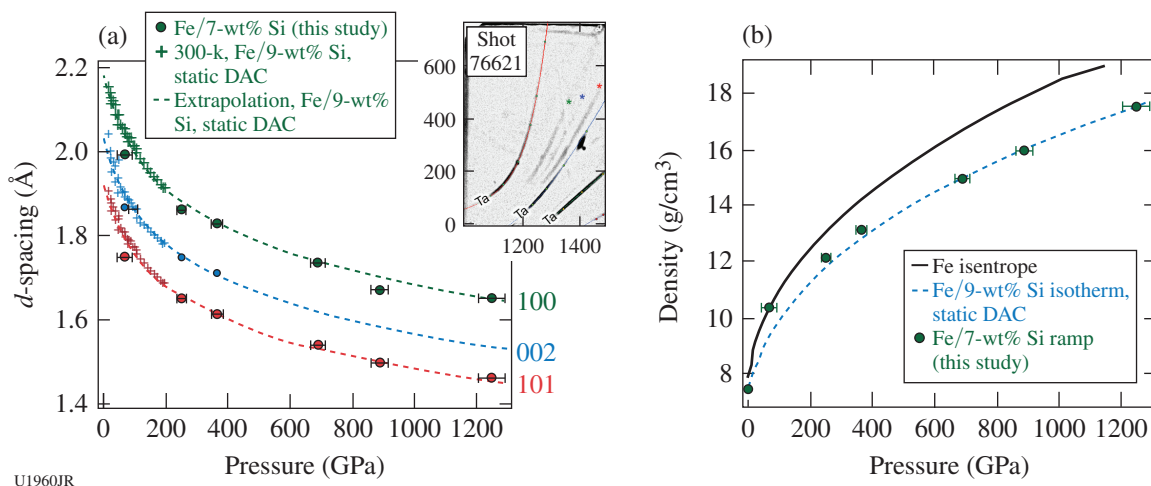 (a)
Fe/7-wt% Si (this study)
300-k, Fe/9-wt% Si,
static DAC
Extrapolation, Fe/9-wt%
Si, static DAC
Shot
76621
600
400
200
0
1200
1400
Ta
Ta
Ta
2.2
2.0
1.8
1.6
1.4
d-spacing (Å)
100
002
101
0
200
400
600
800
1000
1200
Pressure (GPa)
U1960JR
(b)
18
16
14
12
10
8
Density (g/cm3)
Fe isentrope
Fe/9-wt% Si isotherm,
static DAC
Fe/7-wt% Si ramp
(this study)
0
200
400
600
800
1000
1200
Pressure (GPa)